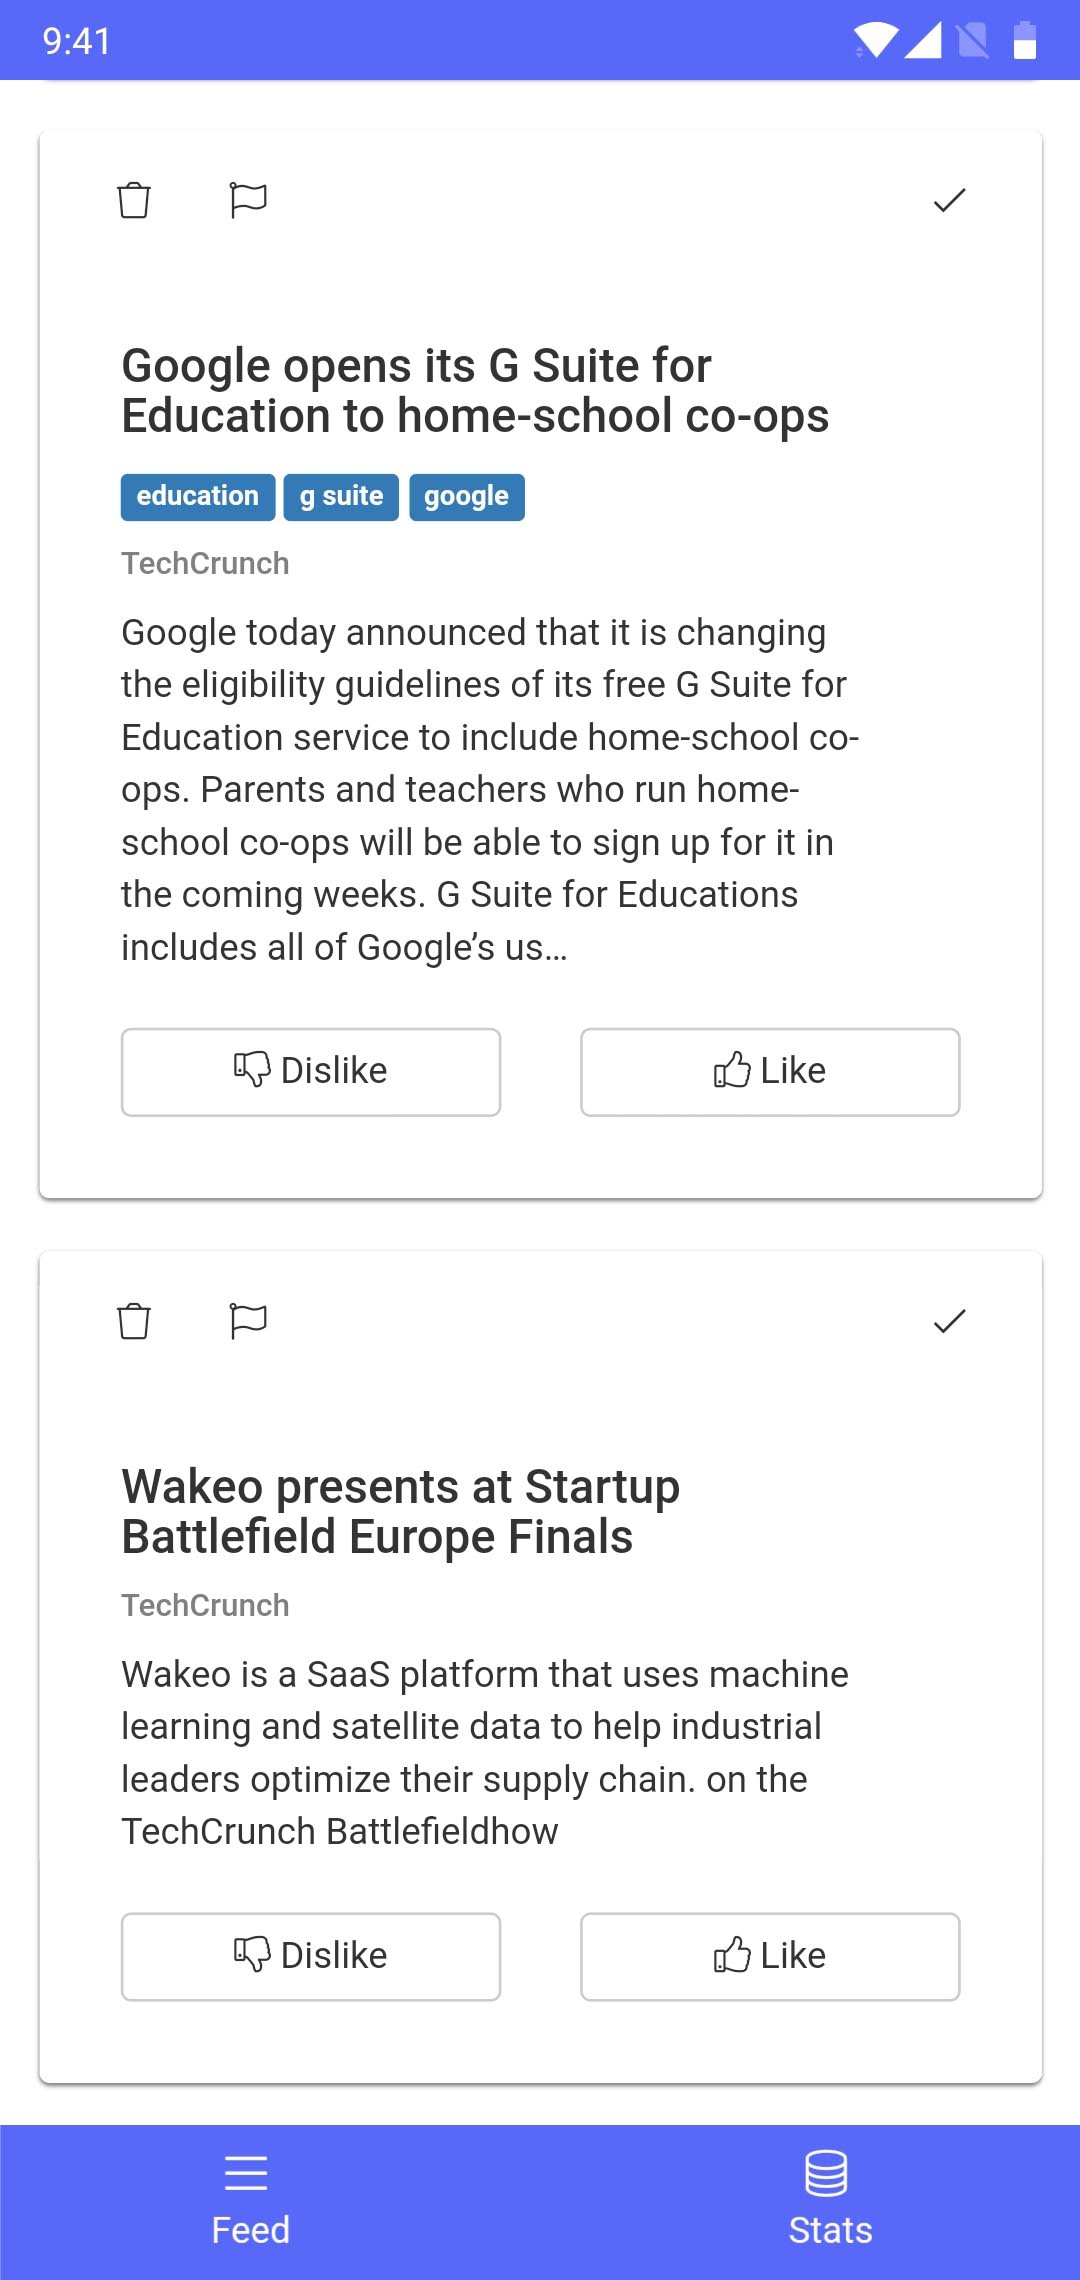 9:41
Google opens its G Suite for
Education to home-school co-ops
education g suite google
TechCrunch
Google today announced that it is changing
the eligibility guidelines of its free G Suite for
Education service to include home-school co-
ops. Parents and teachers who run home-
school co-ops will be able to sign up for it in
the coming weeks. G Suite for Educations
includes all of Google’s us…
Dislike Like
Wakeo presents at Startup
Battlefield Europe Finals
TechCrunch
Wakeo is a SaaS platform that uses machine
learning and satellite data to help industrial
leaders optimize their supply chain. on the
TechCrunch Battlefieldhow
Dislike Like
Feed Stats